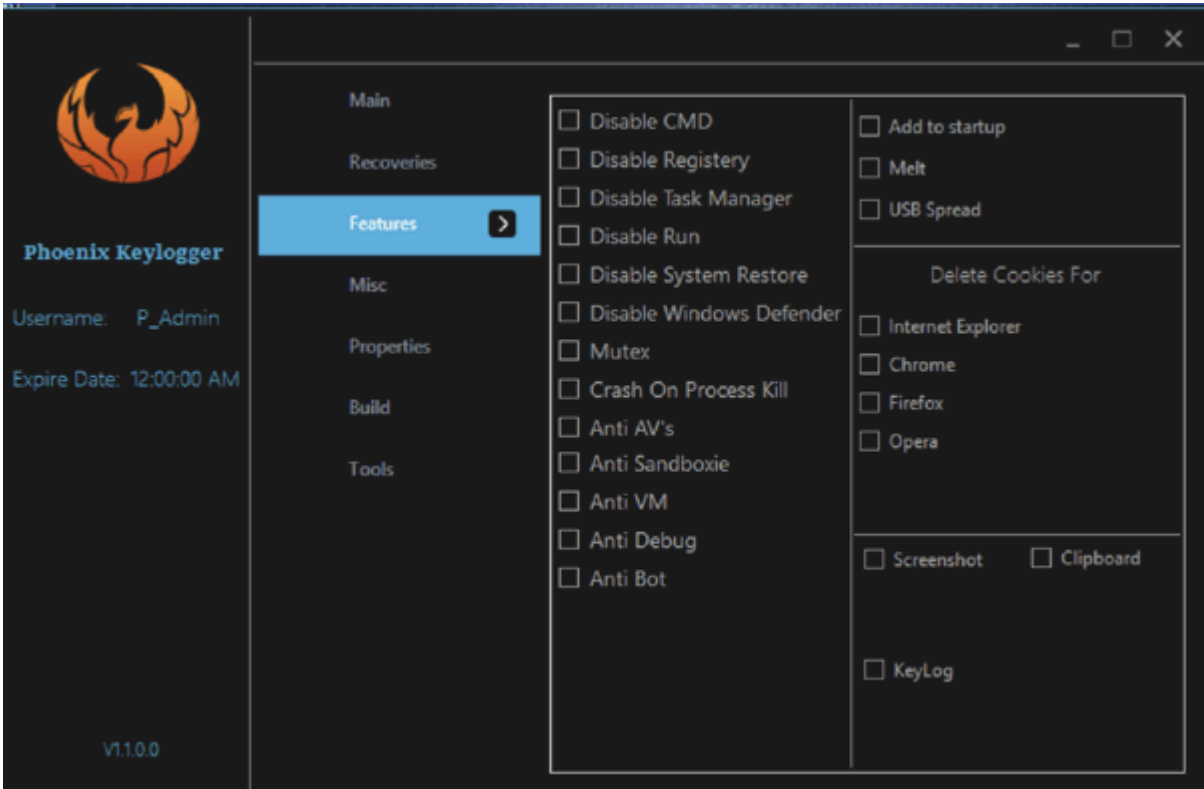 Phoenix Keylogger
Username: P_Admin
Expire Date: 12:00:00 AM
V1.1.0.0
Main
Recoveries
Features
Misc
Properties
Build
Tools
Disable CMD
Disable Registery
Disable Task Manager
Disable Run
Disable System Restore
Disable Windows Defender
Mutex
Crash On Process Kill
Anti AV's
Anti Sandboxie
Anti VM
Anti Debug
Anti Bot
Add to startup
Melt
USB Spread
Delete Cookies For
Internet Explorer
Chrome
Firefox
Opera
Screenshot Clipboard
KeyLog